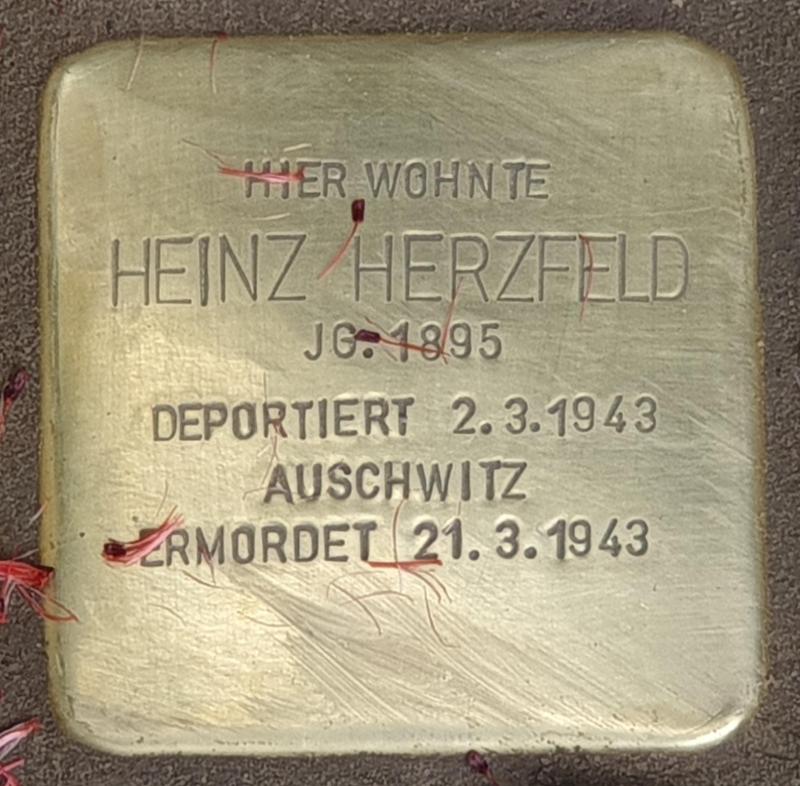 HIER WOHNTE
HEINZ HERZFELD
JG. 1895
DEPORTIERT 2.3.1943
AUSCHWITZ
ERMORDET 21.3.1943